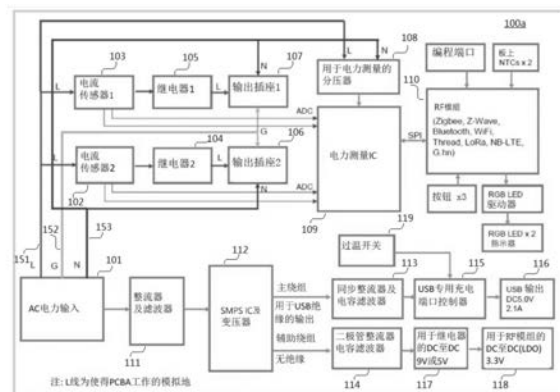 100a
103
105
107
108
L
N
编程端口
板上
NTCs x 2
L
电流
传感器1
继电器1
L
N
输出插座1
用于电力测量的
分压器
110
RF模组
(Zigbee, Z-Wave,
Bluetooth, WiFi,
Thread, LoRa, NB-LTE,
G.hn)
ADC
104
G
106
电力测量IC
SPI
L
电流
传感器2
继电器2
L
输出插座2
N
ADC
102
109
按钮 x3
RGB LED
驱动器
RGB LED x 2
指示器
119
过温开关
151
152
153
L
G
N
101
112
113
115
116
AC电力输入
整流器
及滤波器
111
SMPS IC及
变压器
主绕组
用于USB绝
缘的输出
同步整流器及
电容滤波器
USB专用充电
端口控制器
USB 输出
DC5.0V
2.1A
辅助绕组
无绝缘
二极管整流器
电容滤波器
114
用于继电器
的DC至DC
9V或5V
117
用于RF模组的
DC至DC(LDO)
3.3V
118
注:L线为使得PCBA工作的模拟地